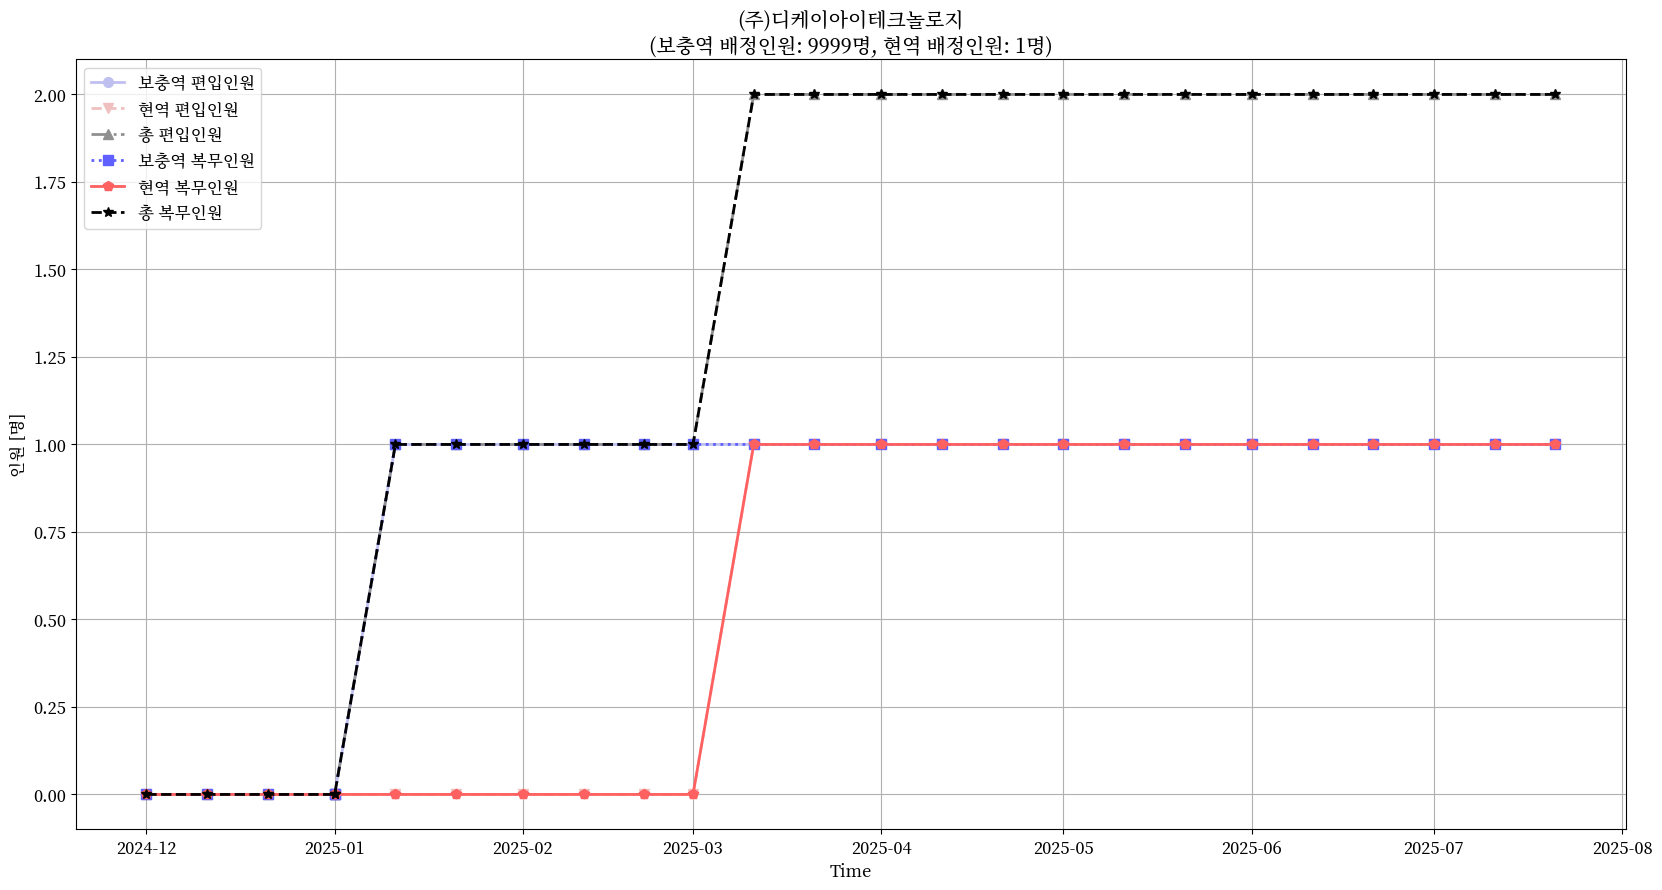 (주)디케이아이테크놀로지
(보충역 배정인원: 9999명, 현역 배정인원: 1명)
보충역 편입인원
현역 편입인원
총 편입인원
보충역 복무인원
현역 복무인원
총 복무인원
2.00
1.75
1.50
1.25
1.00
0.75
0.50
0.25
0.00
인원 [명]
2024-12
2025-01
2025-02
2025-03
2025-04
2025-05
2025-06
2025-07
2025-08
Time